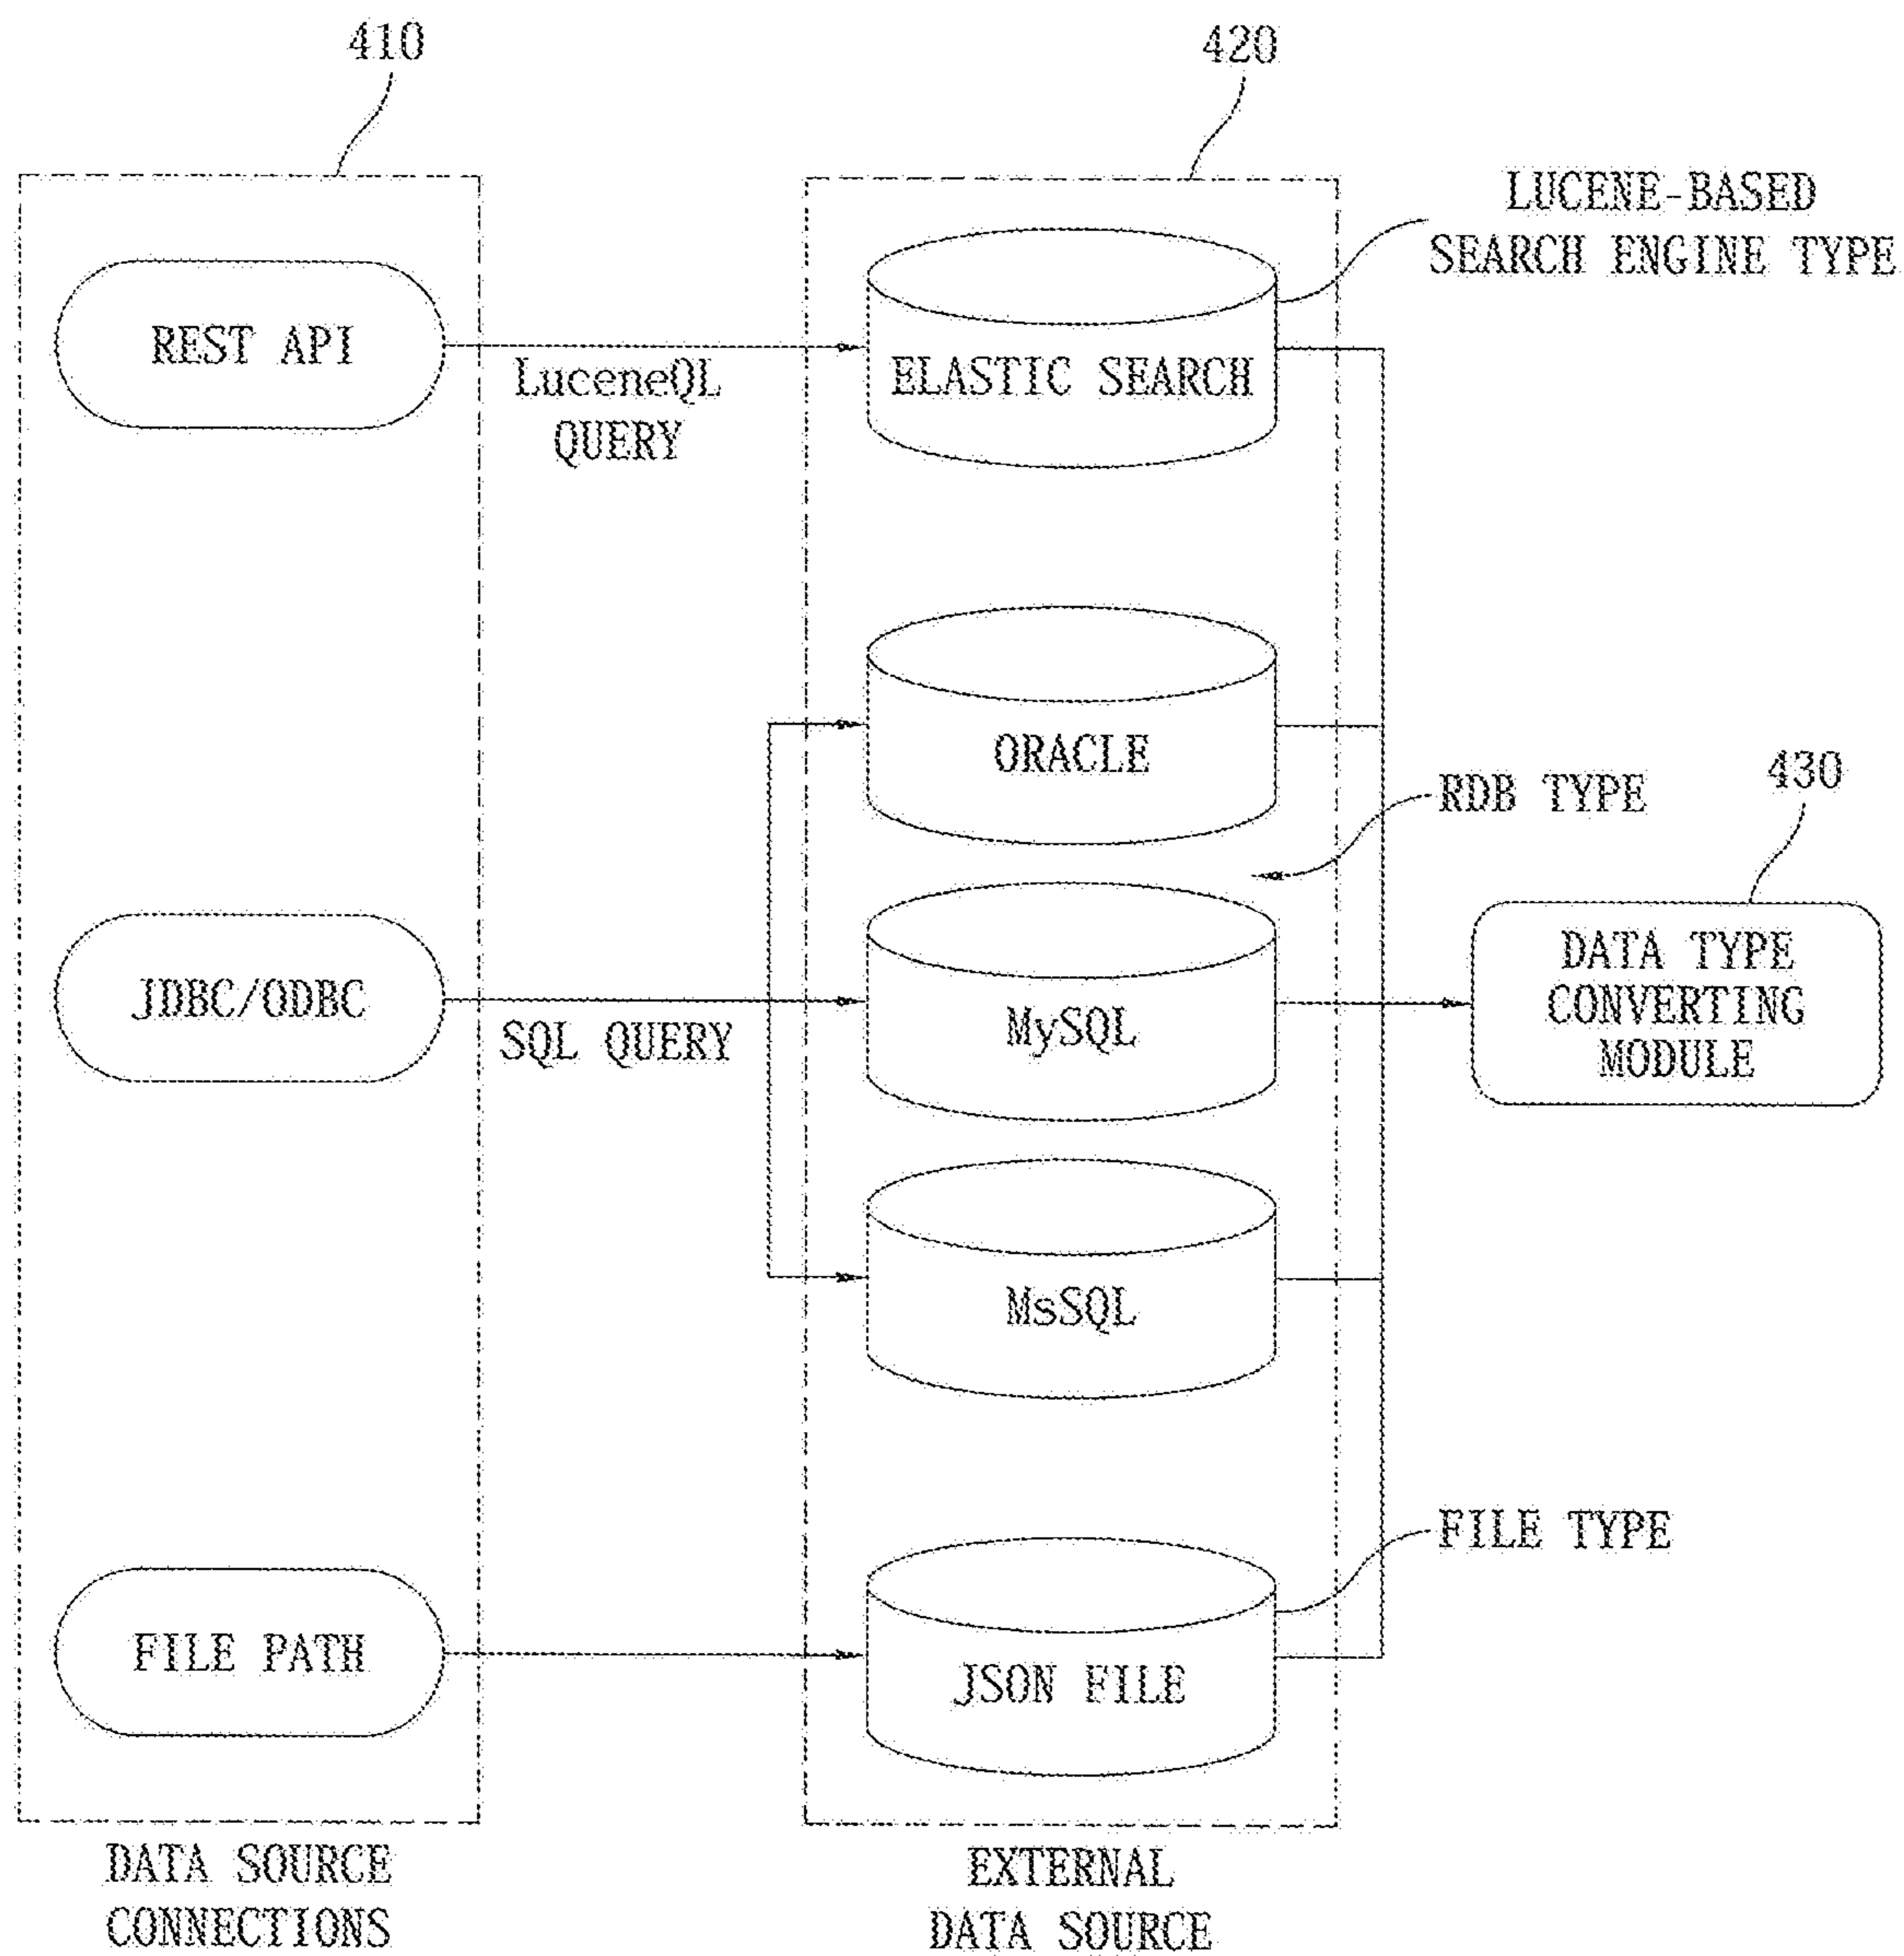 410
420
LUCENE-BASED
SEARCH ENGINE TYPE
REST API
LuceneQL
QUERY
ELASTIC SEARCH
ORACLE
RDB TYPE
430
JDBC/ODBC
SQL QUERY
MySQL
DATA TYPE
CONVERTING
MODULE
MsSQL
FILE TYPE
FILE PATH
JSON FILE
DATA SOURCE
CONNECTIONS
EXTERNAL
DATA SOURCE